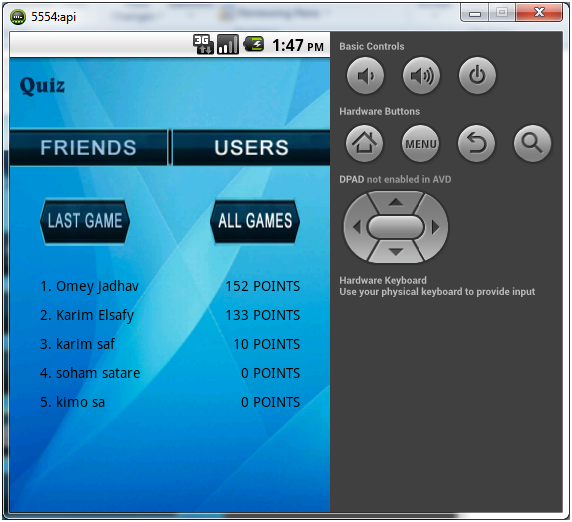 5554:api
3G
1:47 PM
Quiz
FRIENDS USERS
LAST GAME ALL GAMES
1. Omey Jadhav 152 POINTS
2. Karim Elsafy 133 POINTS
3. karim saf 10 POINTS
4. soham satare 0 POINTS
5. kimo sa 0 POINTS
Basic Controls
Hardware Buttons
MENU
DPAD not enabled in AVD
Hardware Keyboard
Use your physical keyboard to provide input